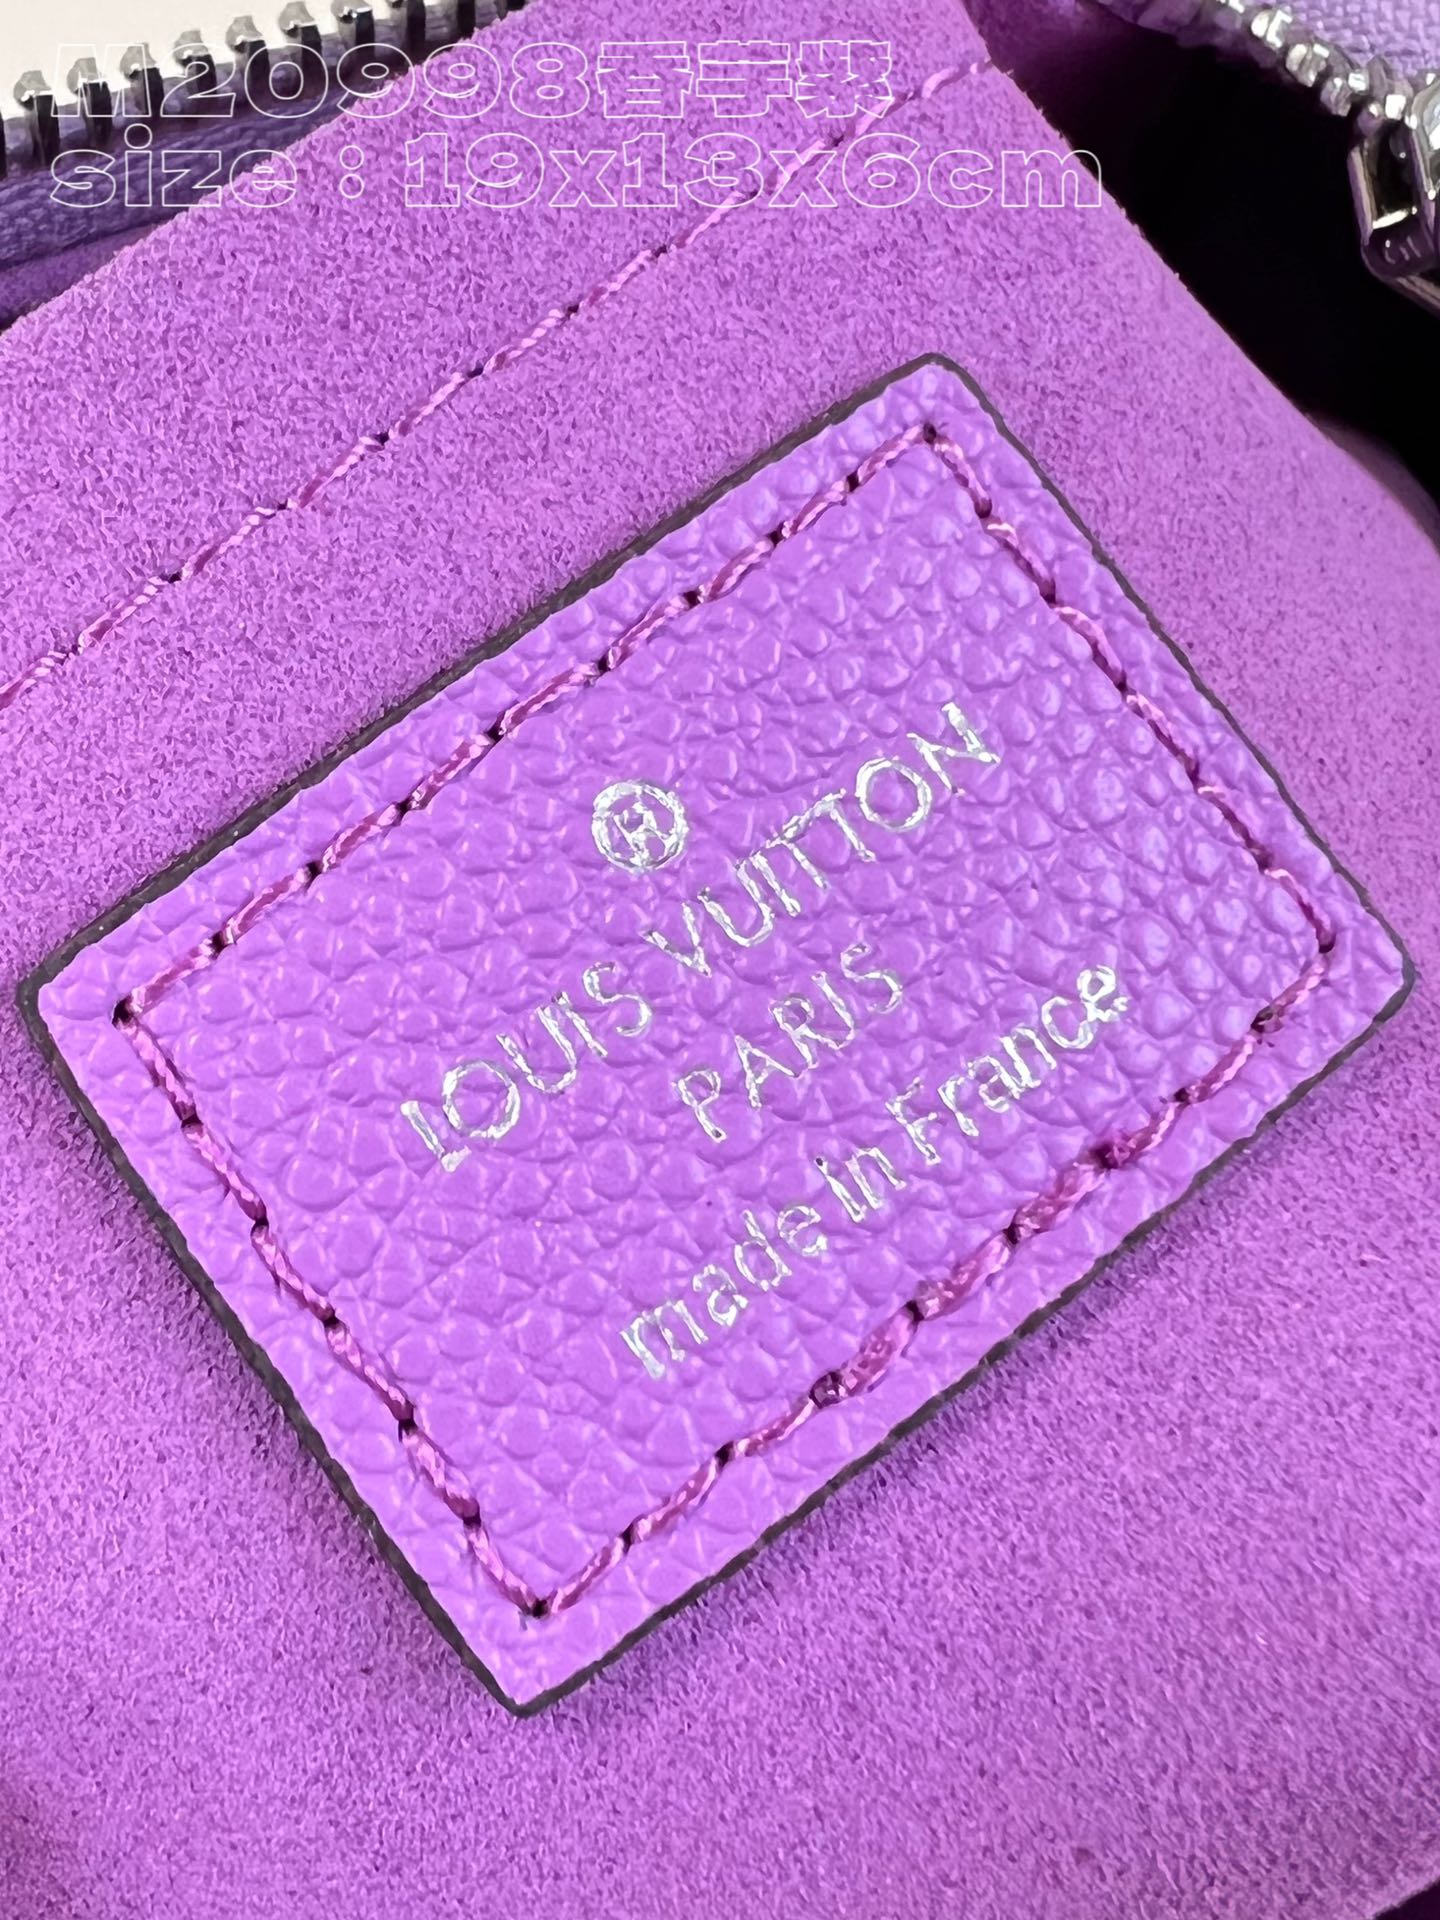 M20998香芋紫
size : 19x13x6cm
R
LOUIS VUITTON
PARIS
made in France